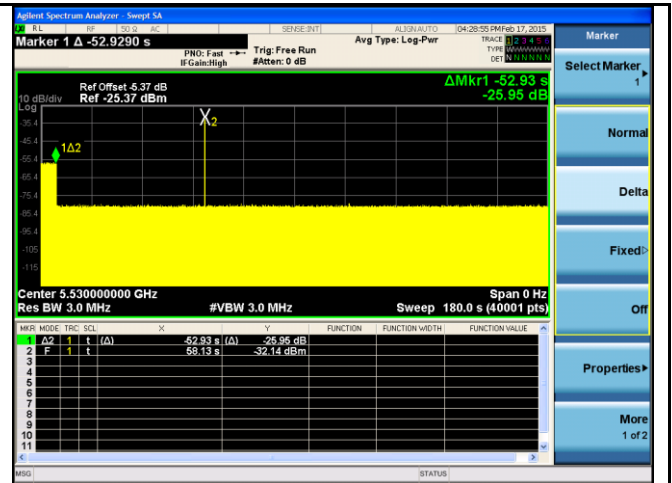 Agilent Spectrum Analyzer - Swept SA
RL RF 50 Ω AC SENSE:INT ALIGN AUTO 04:28:55 PM Feb 17, 2015
Marker 1 Δ -52.9290 s
PNO: Fast
IFGain:High
Trig: Free Run
#Atten: 0 dB
Avg Type: Log-Pwr
TRACE 1 2 3 4 5 6
TYPE
DET N N N N N N
Ref Offset -5.37 dB
10 dB/div Ref -25.37 dBm
Log
ΔMkr1 -52.93 s
-25.95 dB
-35.4
-45.4
-55.4
-65.4
-75.4
-85.4
-95.4
-105
-115
X2
1Δ2
Center 5.530000000 GHz Span 0 Hz
Res BW 3.0 MHz #VBW 3.0 MHz Sweep 180.0 s (40001 pts)
MKR MODE TRC SCL X Y FUNCTION FUNCTION WIDTH FUNCTION VALUE
1 Δ2 1 t (Δ) -52.93 s (Δ) -25.95 dB
2 F 1 t 58.13 s -32.14 dBm
3
4
5
6
7
8
9
10
11
MSG STATUS
Marker
Select Marker
1
Normal
Delta
Fixed
Off
Properties
More
1 of 2